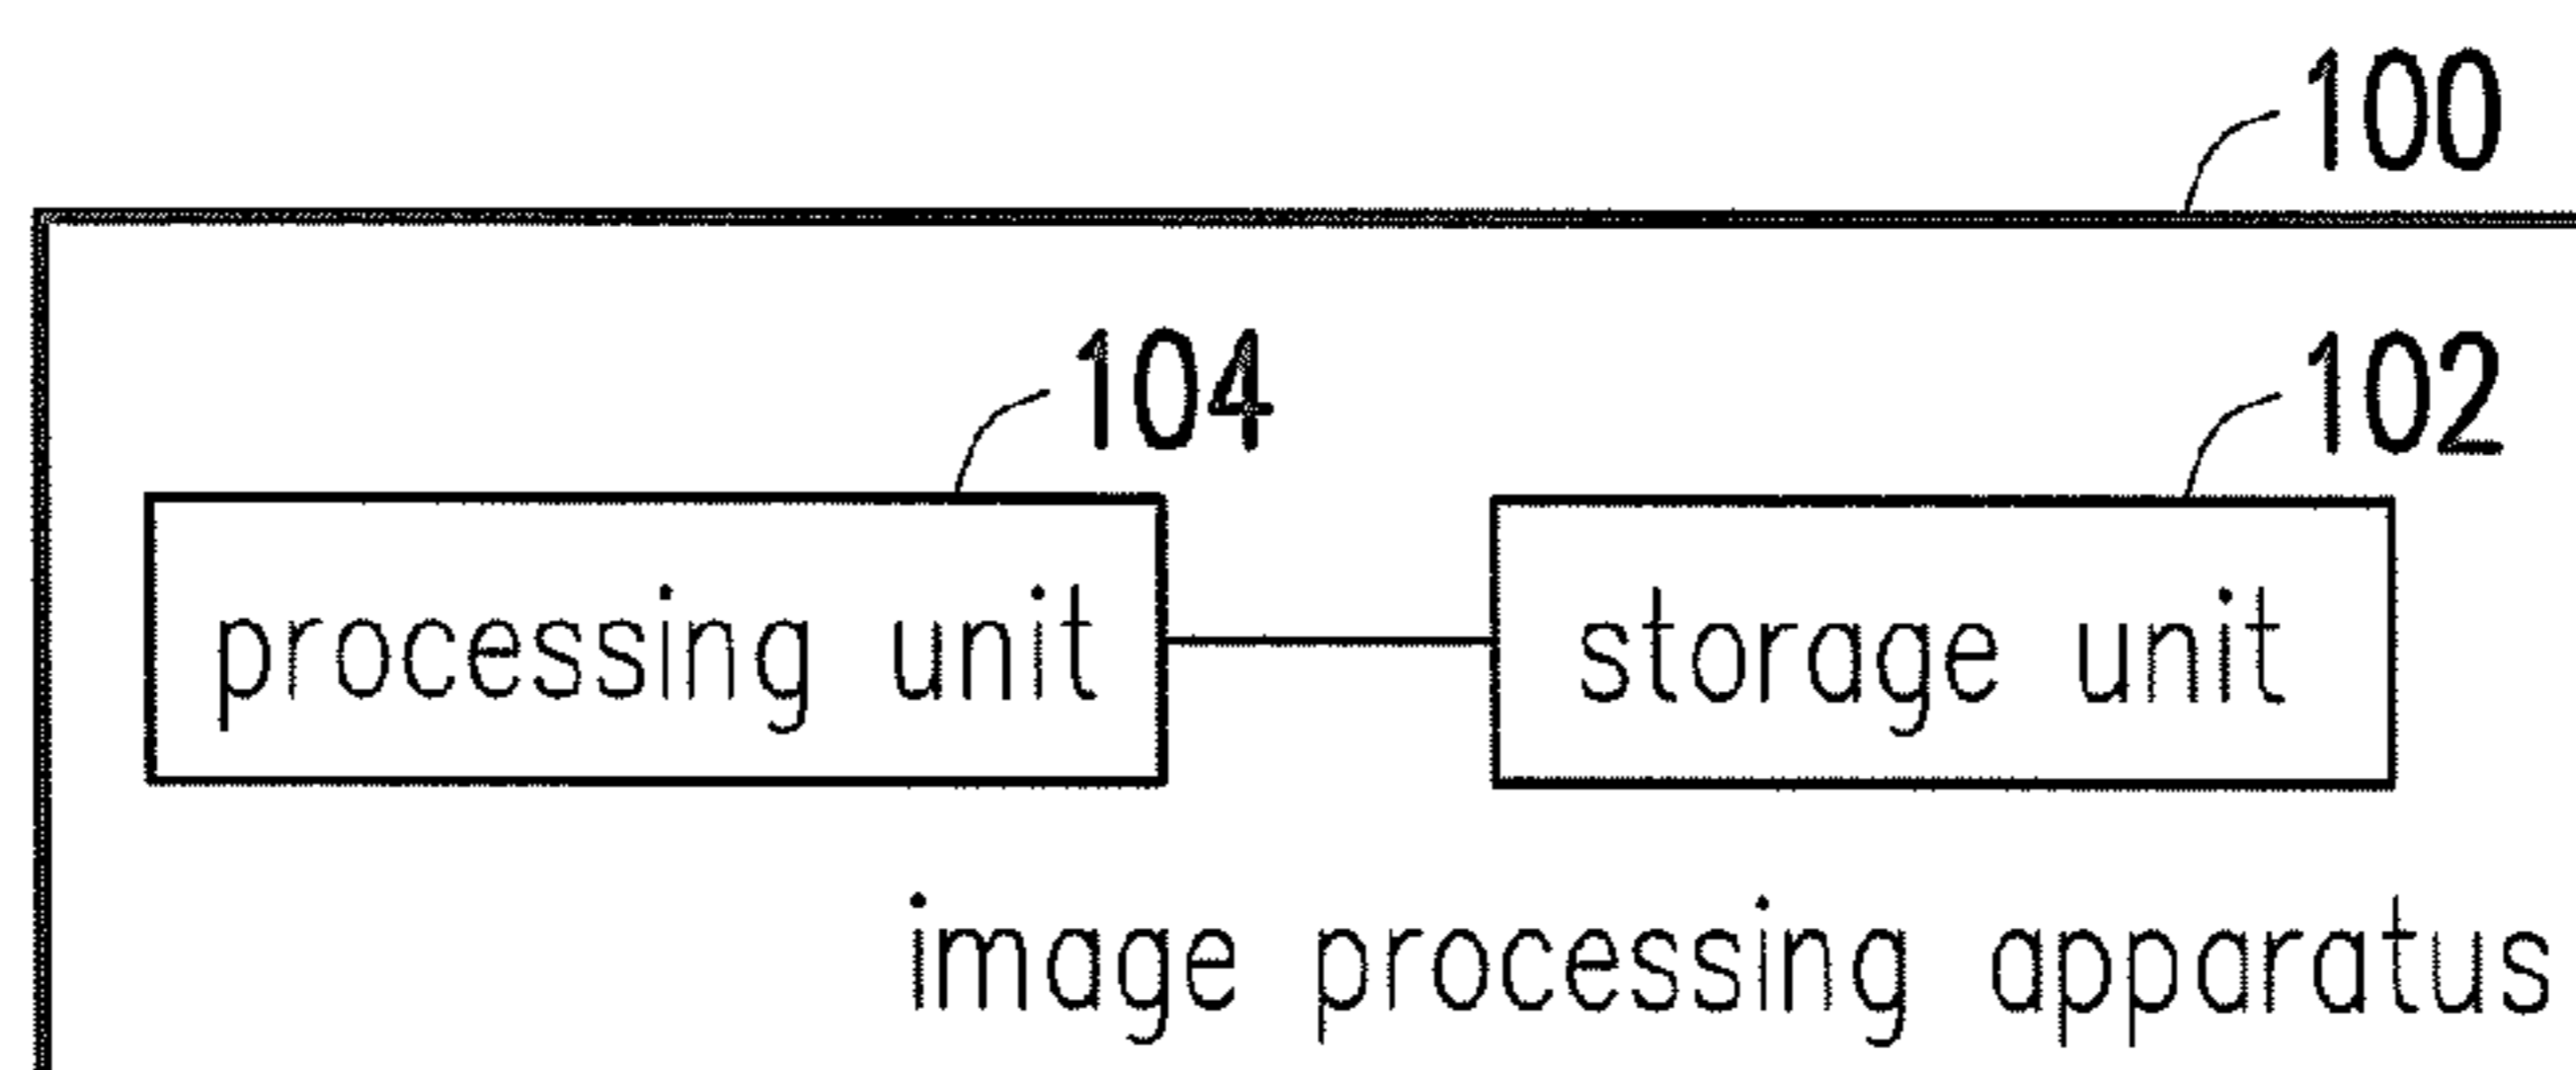 100
104
102
processing unit
storage unit
image processing apparatus